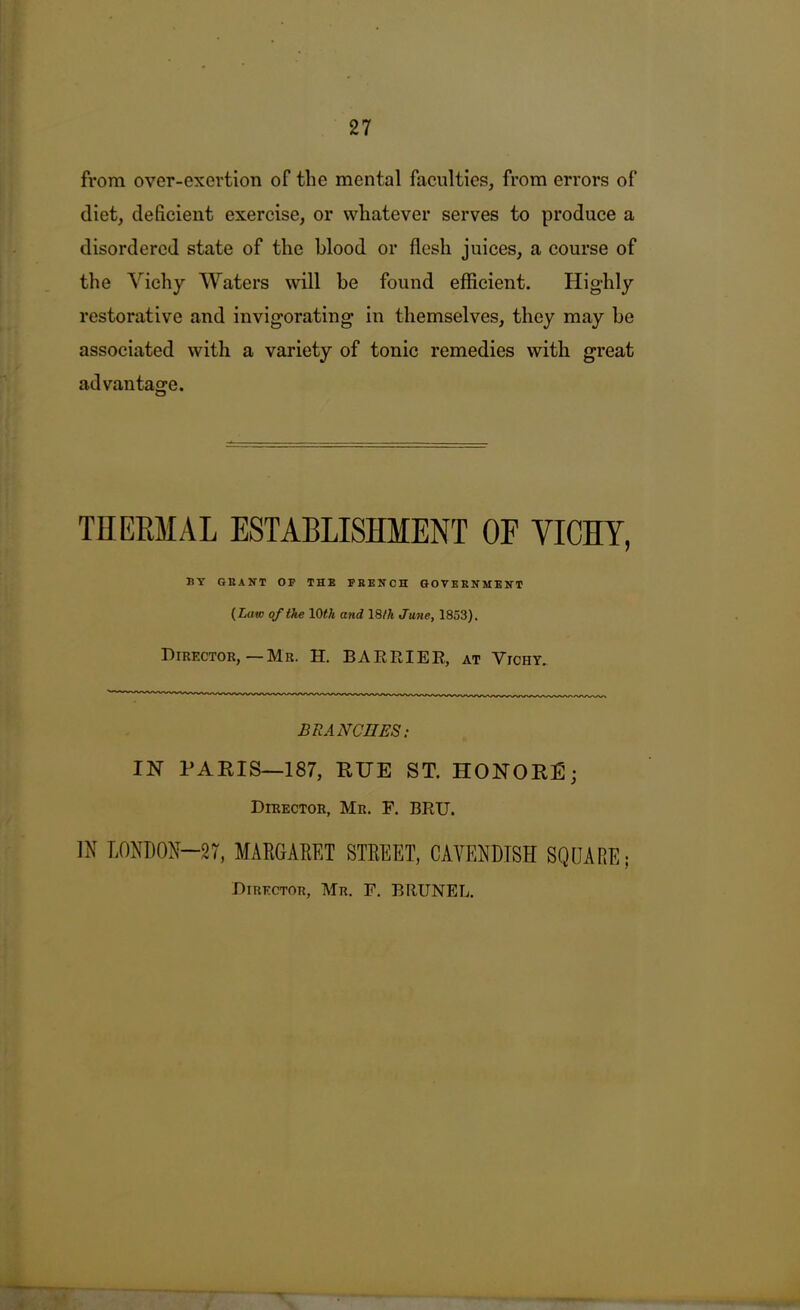 27
from over-exertion of the mental faculties, from errors of
diet, deficient exercise, or whatever serves to produce a
disordered state of the blood or flesh juices, a course of
the Vichy Waters will be found efficient. Highly
restorative and invigorating in themselves, they may be
associated with a variety of tonic remedies with great
advantage.
THERMAL ESTABLISHMENT OF VICHY,
BY GRANT OF THE FRENCH GOVERNMENT
(Law of the 10th and 18th June, 1853).
DIRECTOR,—MR. H. BARRIER, AT VICHY.
BRANCHES:
IN PARIS—187, RUE ST. HONORÉ;
DIRECTOR, MR. F. BRU.
IN LONDON—27, MARGARET STREET, CAVENDISH SQUARE;
DIRECTOR, MR. F. BRUNEL.